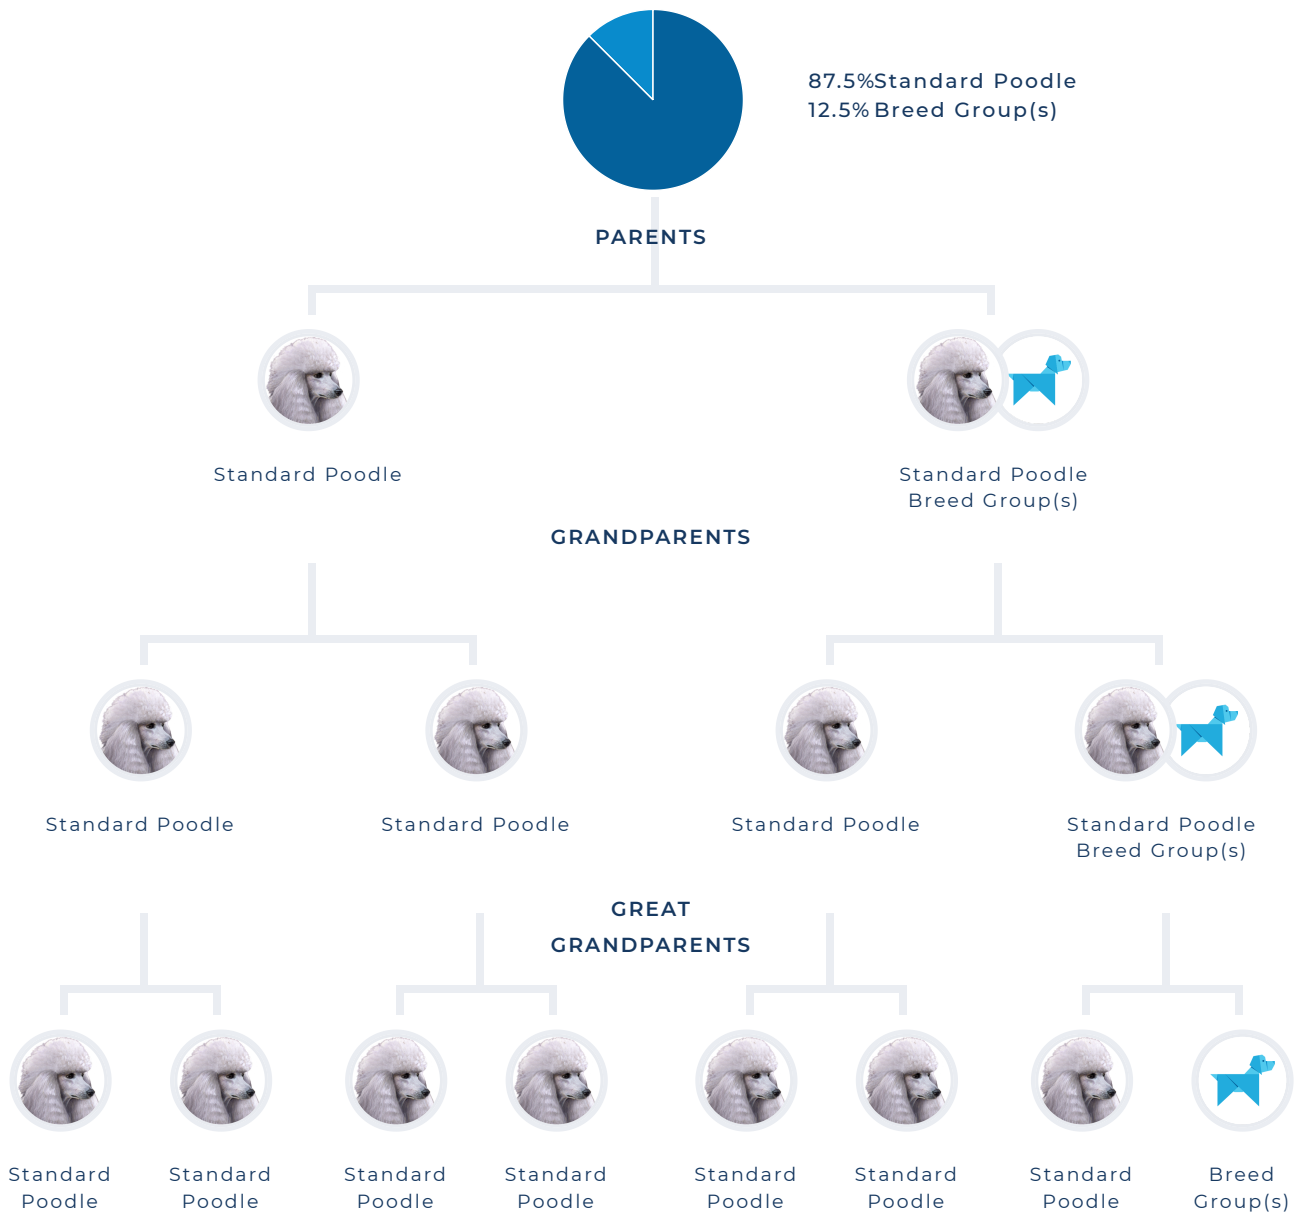 87.5% Standard Poodle
12.5% Breed Group(s)
PARENTS
Standard Poodle
Standard Poodle
Breed Group(s)
GRANDPARENTS
Standard Poodle
Standard Poodle
Standard Poodle
Standard Poodle
Breed Group(s)
GREAT
GRANDPARENTS
Standard
Poodle
Standard
Poodle
Standard
Poodle
Standard
Poodle
Standard
Poodle
Standard
Poodle
Standard
Poodle
Breed
Group(s)